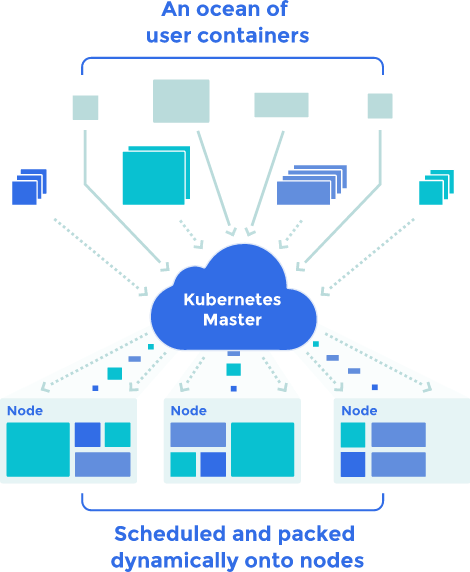 An ocean of
user containers
Kubernetes
Master
Node
Node
Node
Scheduled and packed
dynamically onto nodes